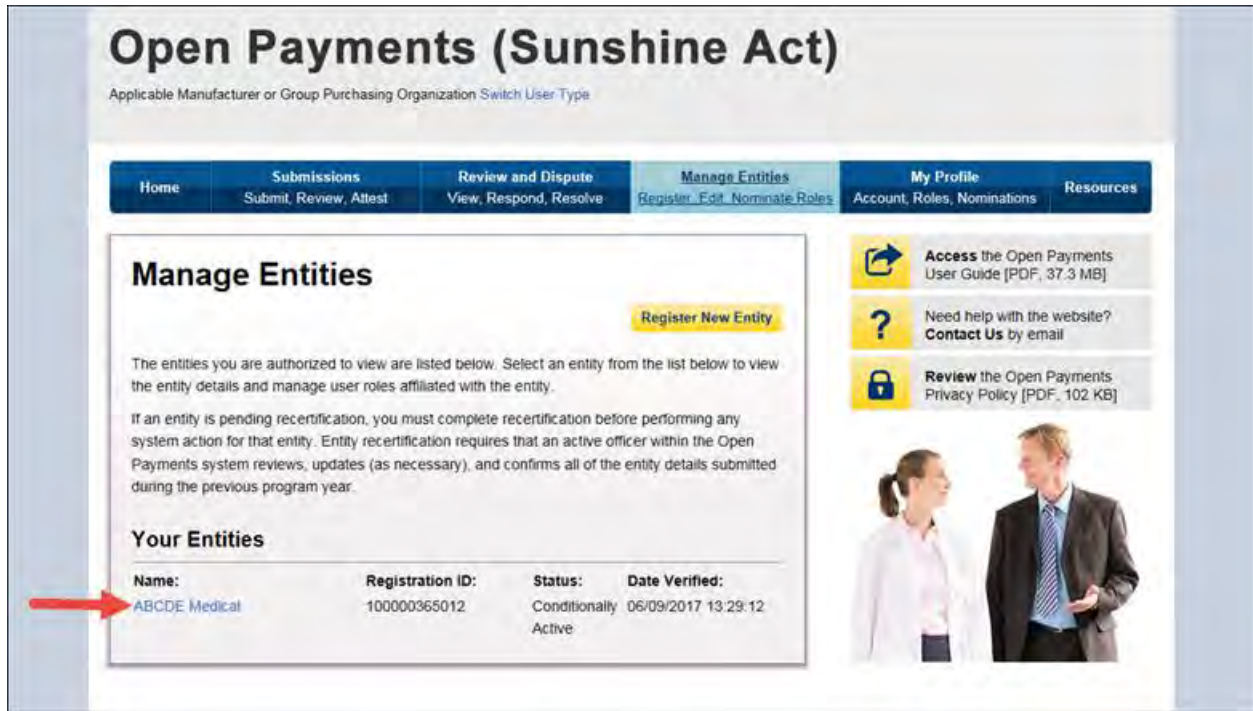 Open Payments (Sunshine Act)
Applicable Manufacturer or Group Purchasing Organization Switch User Type
Home
Submissions
Submit, Review, Attest
Review and Dispute
View, Respond, Resolve
Manage Entities
Register, Edit, Nominate Roles
My Profile
Account, Roles, Nominations
Resources
Manage Entities
Register New Entity
The entities you are authorized to view are listed below. Select an entity from the list below to view
the entity details and manage user roles affiliated with the entity.
If an entity is pending recertification, you must complete recertification before performing any
system action for that entity. Entity recertification requires that an active officer within the Open
Payments system reviews, updates (as necessary), and confirms all of the entity details submitted
during the previous program year.
Your Entities
Name: Registration ID: Status: Date Verified:
ABCDE Medical 100000365012 Conditionally 06/09/2017 13:29:12
Active
Access the Open Payments
User Guide [PDF, 37.3 MB]
?
Need help with the website?
Contact Us by email
Review the Open Payments
Privacy Policy [PDF, 102 KB]